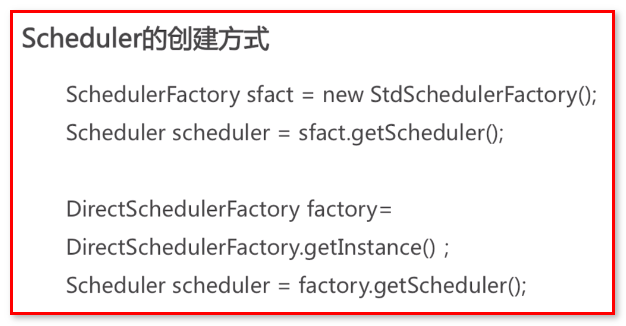 Scheduler的创建方式
SchedulerFactory sfact = new StdSchedulerFactory();
Scheduler scheduler = sfact.getScheduler();
DirectSchedulerFactory factory=
DirectSchedulerFactory.getInstance() ;
Scheduler scheduler = factory.getScheduler();